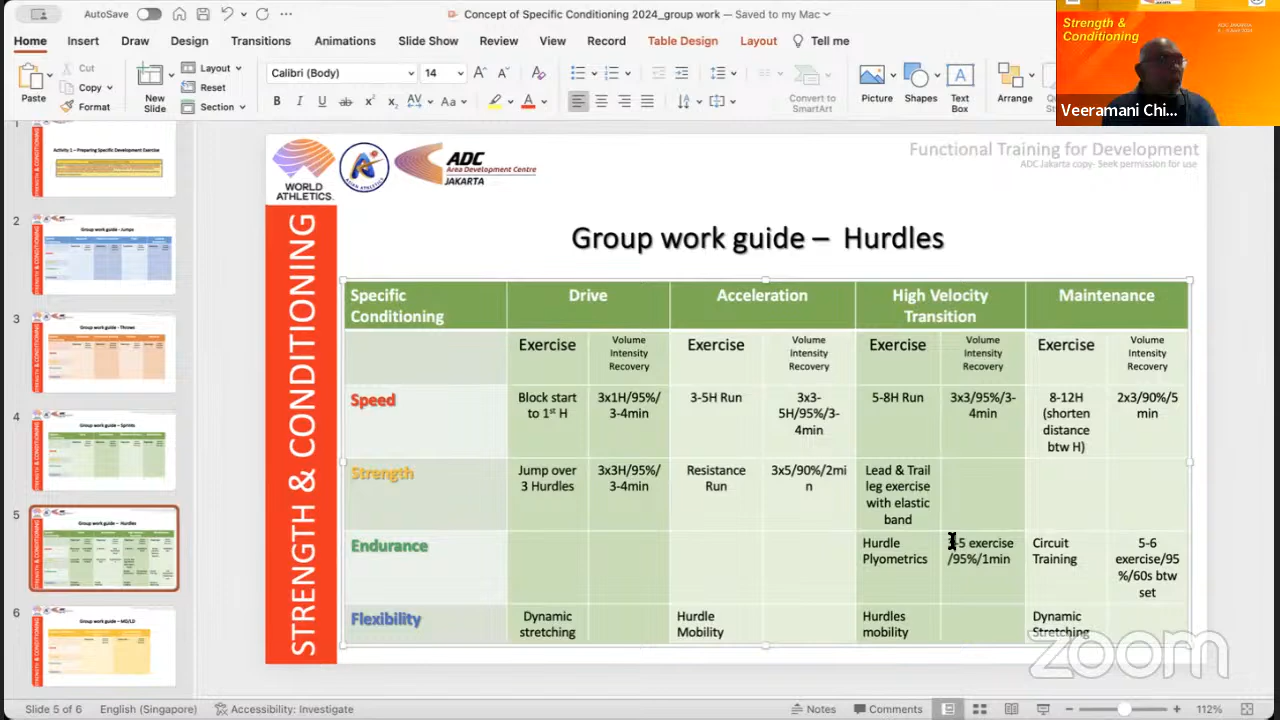 AutoSave
Concept of Specific Conditioning 2024_group work — Saved to my Mac
Home
Insert
Draw
Design
Transitions
Animations
Slide Show
Review
View
Record
Table Design
Layout
Tell me
Paste
Cut
Copy
Format
New
Slide
Layout
Reset
Section
Calibri (Body)
14
Convert to
SmartArt
Picture
Shapes
Text
Box
Arrange
Strength &
Conditioning
Veeramani Chi...
Activity 1 – Preparing Specific Development Exercise
2
Group work guide - Jumps
3
Group work guide - Throws
4
Group work guide – Sprints
5
Group work guide – Hurdles
6
Group work guide – MD/LD
WORLD
ATHLETICS.
ADC
Area Development Centre
JAKARTA
Functional Training for Development
ADC Jakarta copy- Seek permission for use
STRENGTH & CONDITIONING
Group work guide – Hurdles
Specific
Conditioning
Drive
Acceleration
High Velocity
Transition
Maintenance
Exercise
Volume
Intensity
Recovery
Exercise
Volume
Intensity
Recovery
Exercise
Volume
Intensity
Recovery
Exercise
Volume
Intensity
Recovery
Speed
Block start
to 1st H
3x1H/95%/
3-4min
3-5H Run
3x3-
5H/95%/3-
4min
5-8H Run
3x3/95%/3-
4min
8-12H
(shorten
distance
btw H)
2x3/90%/5
min
Strength
Jump over
3 Hurdles
3x3H/95%/
3-4min
Resistance
Run
3x5/90%/2mi
n
Lead & Trail
leg exercise
with elastic
band
Endurance
Hurdle
Plyometrics
-5 exercise
/95%/1min
Circuit
Training
5-6
exercise/95
%/60s btw
set
Flexibility
Dynamic
stretching
Hurdle
Mobility
Hurdles
mobility
Dynamic
Stretching
zoom
Slide 5 of 6
English (Singapore)
Accessibility: Investigate
Notes
Comments
112%